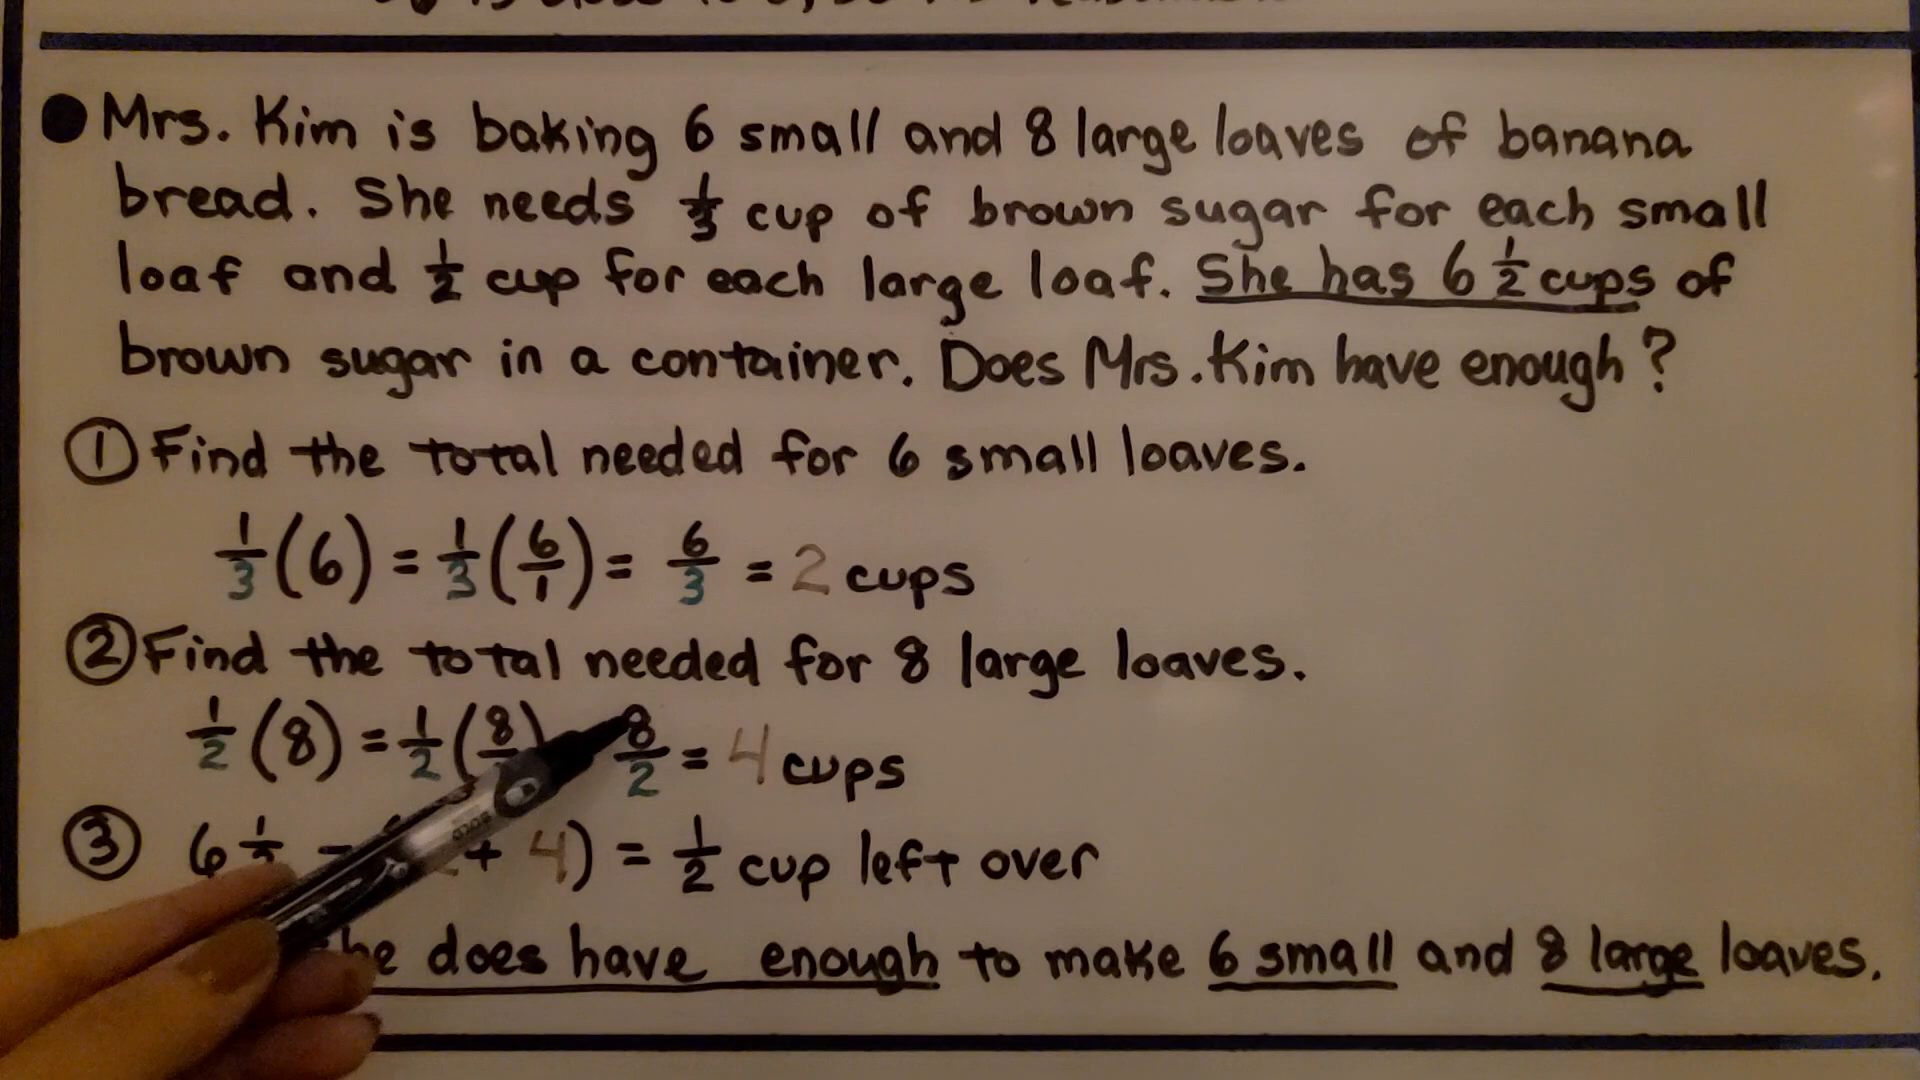 ● Mrs. Kim is baking 6 small and 8 large loaves of banana
bread. She needs 1/3 cup of brown sugar for each small
loaf and 1/2 cup for each large loaf. She has 6 1/2 cups of
brown sugar in a container. Does Mrs. Kim have enough?
① Find the total needed for 6 small loaves.
1/3 (6) = 1/3 (6/1) = 6/3 = 2 cups
② Find the total needed for 8 large loaves.
1/2 (8) = 1/2 (8 ) 8/2 = 4 cups
③ 6 1 - + 4) = 1/2 cup left over
does have enough to make 6 small and 8 large loaves.